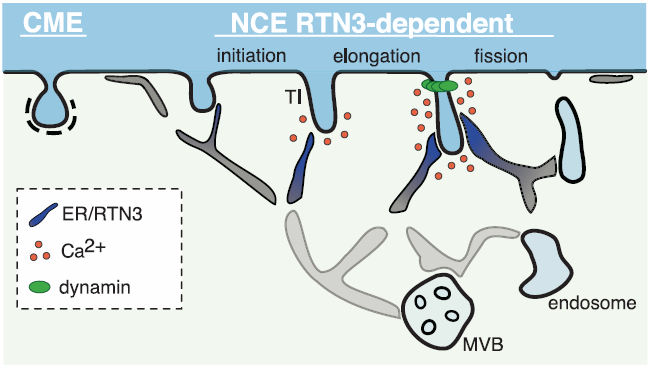 CME
NCE RTN3-dependent
initiation
elongation
fission
TI
ER/RTN3
Ca2+
dynamin
endosome
MVB